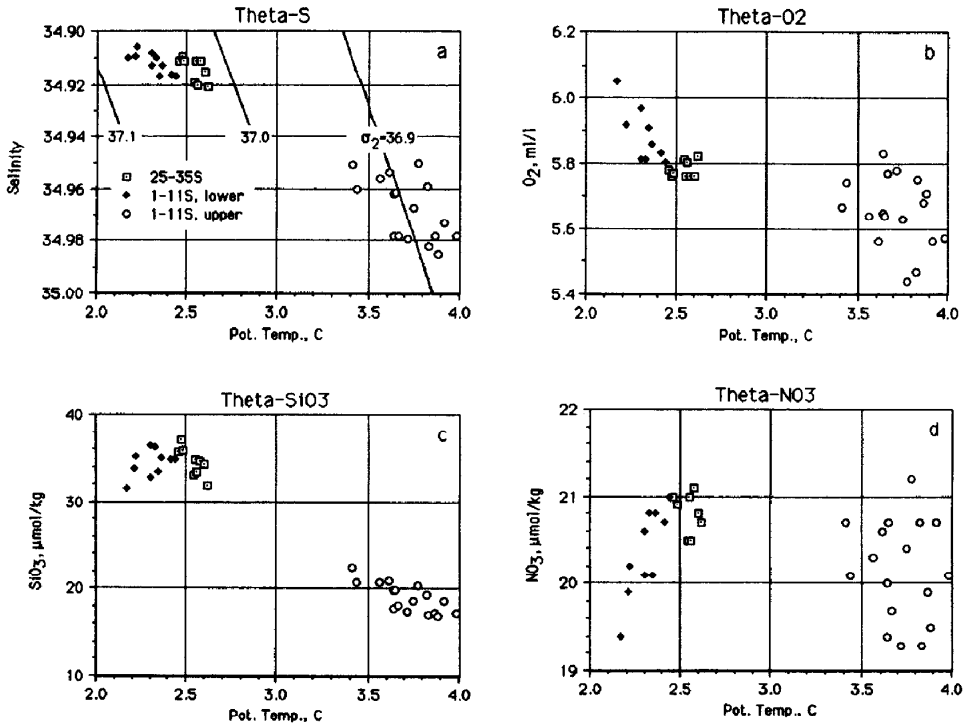 Theta-S
34.90
34.92
34.94
34.96
34.98
35.00
Salinity
a
37.1
37.0
σ2=36.9
25-35S
1-11S, lower
1-11S, upper
2.0 2.5 3.0 3.5 4.0
Pot. Temp., C
Theta-O2
6.2
6.0
5.8
5.6
5.4
O2, ml/l
b
2.0 2.5 3.0 3.5 4.0
Pot. Temp., C
Theta-SiO3
40
30
20
10
SiO3, μmol/kg
c
2.0 2.5 3.0 3.5 4.0
Pot. Temp., C
Theta-NO3
22
21
20
19
NO3, μmol/kg
d
2.0 2.5 3.0 3.5 4.0
Pot. Temp., C